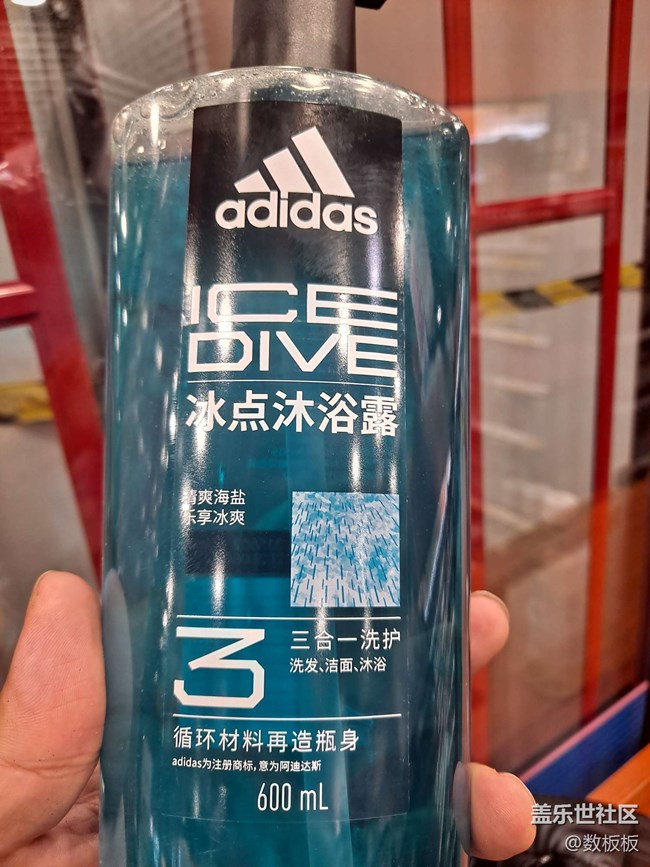 adidas
ICE
DIVE
冰点沐浴露
清爽海盐
乐享冰爽
3
三合一洗护
洗发、洁面、沐浴
循环材料再造瓶身
adidas为注册商标，意为阿迪达斯
600 mL
盖乐世社区
@数板板